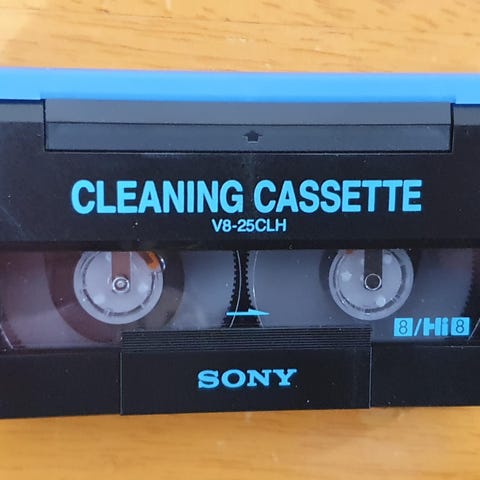 CLEANING CASSETTE
V8-25CLH
8/Hi8
SONY